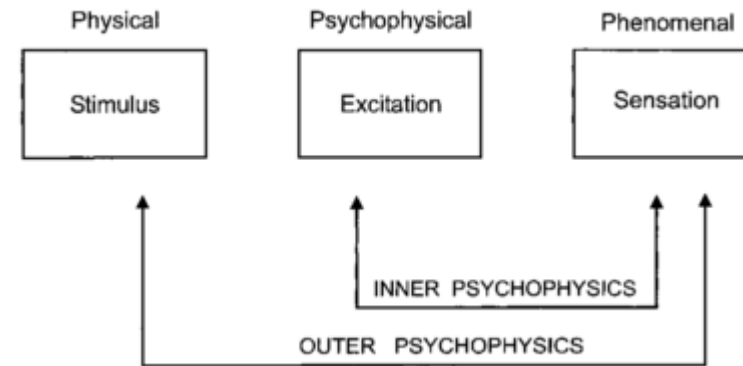 Physical Psychophysical Phenomenal
Stimulus Excitation Sensation
INNER PSYCHOPHYSICS
OUTER PSYCHOPHYSICS